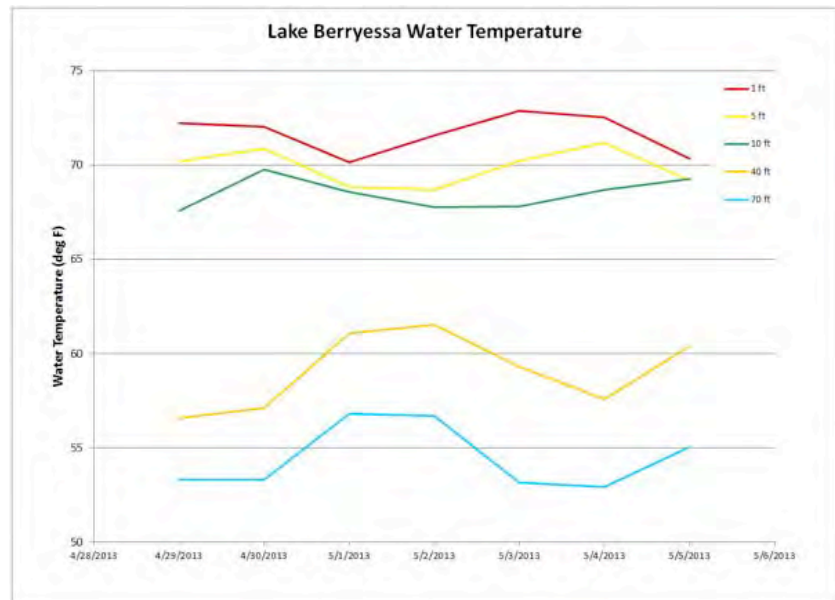 Lake Berryessa Water Temperature
75
70
65
60
55
50
Water Temperature (deg F)
1 ft
5 ft
10 ft
40 ft
70 ft
4/28/2013 4/29/2013 4/30/2013 5/1/2013 5/2/2013 5/3/2013 5/4/2013 5/5/2013 5/6/2013